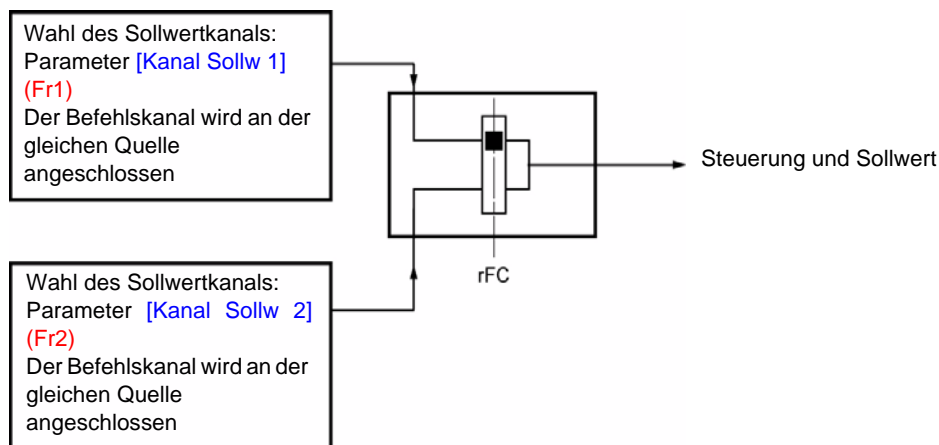 Wahl des Sollwertkanals:
Parameter [Kanal Sollw 1]
(Fr1)
Der Befehlskanal wird an der
gleichen Quelle
angeschlossen
Steuerung und Sollwert
rFC
Wahl des Sollwertkanals:
Parameter [Kanal Sollw 2]
(Fr2)
Der Befehlskanal wird an der
gleichen Quelle
angeschlossen